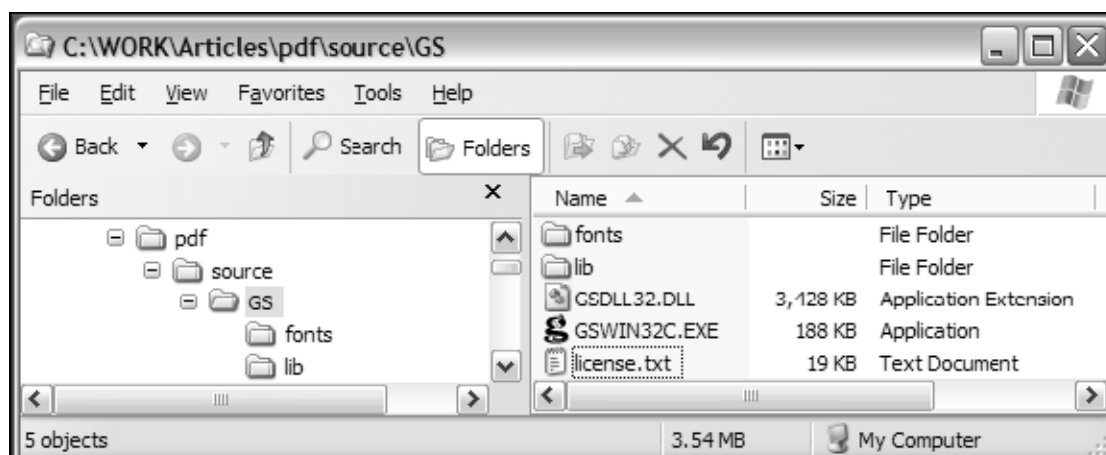 C:\WORK\Articles\pdf\source\GS
File Edit View Favorites Tools Help
Back Search Folders
Folders
Name Size Type
pdf
source
GS
fonts
lib
fonts File Folder
lib File Folder
GSDLL32.DLL 3,428 KB Application Extension
GSWIN32C.EXE 188 KB Application
license.txt 19 KB Text Document
5 objects 3.54 MB My Computer